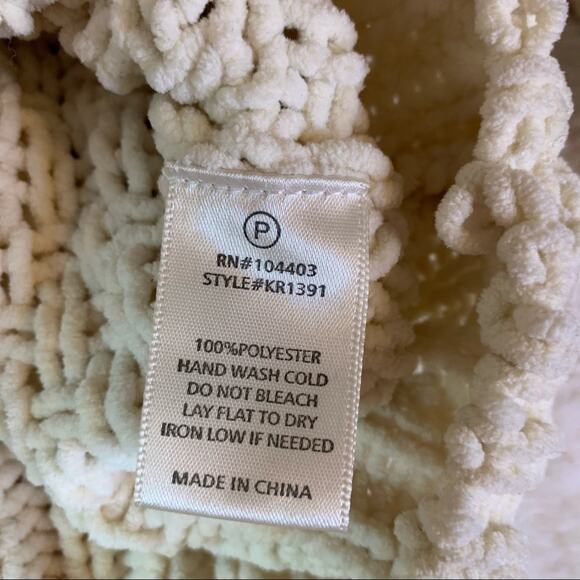 P
RN#104403
STYLE#KR1391
100%POLYESTER
HAND WASH COLD
DO NOT BLEACH
LAY FLAT TO DRY
IRON LOW IF NEEDED
MADE IN CHINA